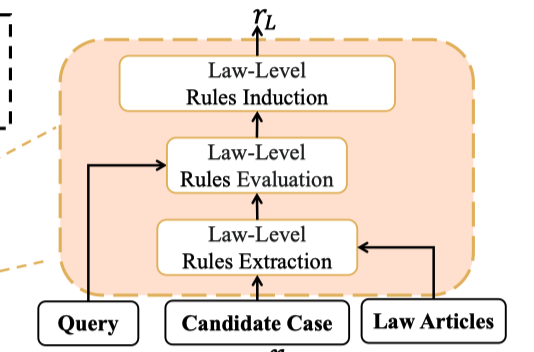 r_L
Law-Level
Rules Induction
Law-Level
Rules Evaluation
Law-Level
Rules Extraction
Query
Candidate Case
Law Articles